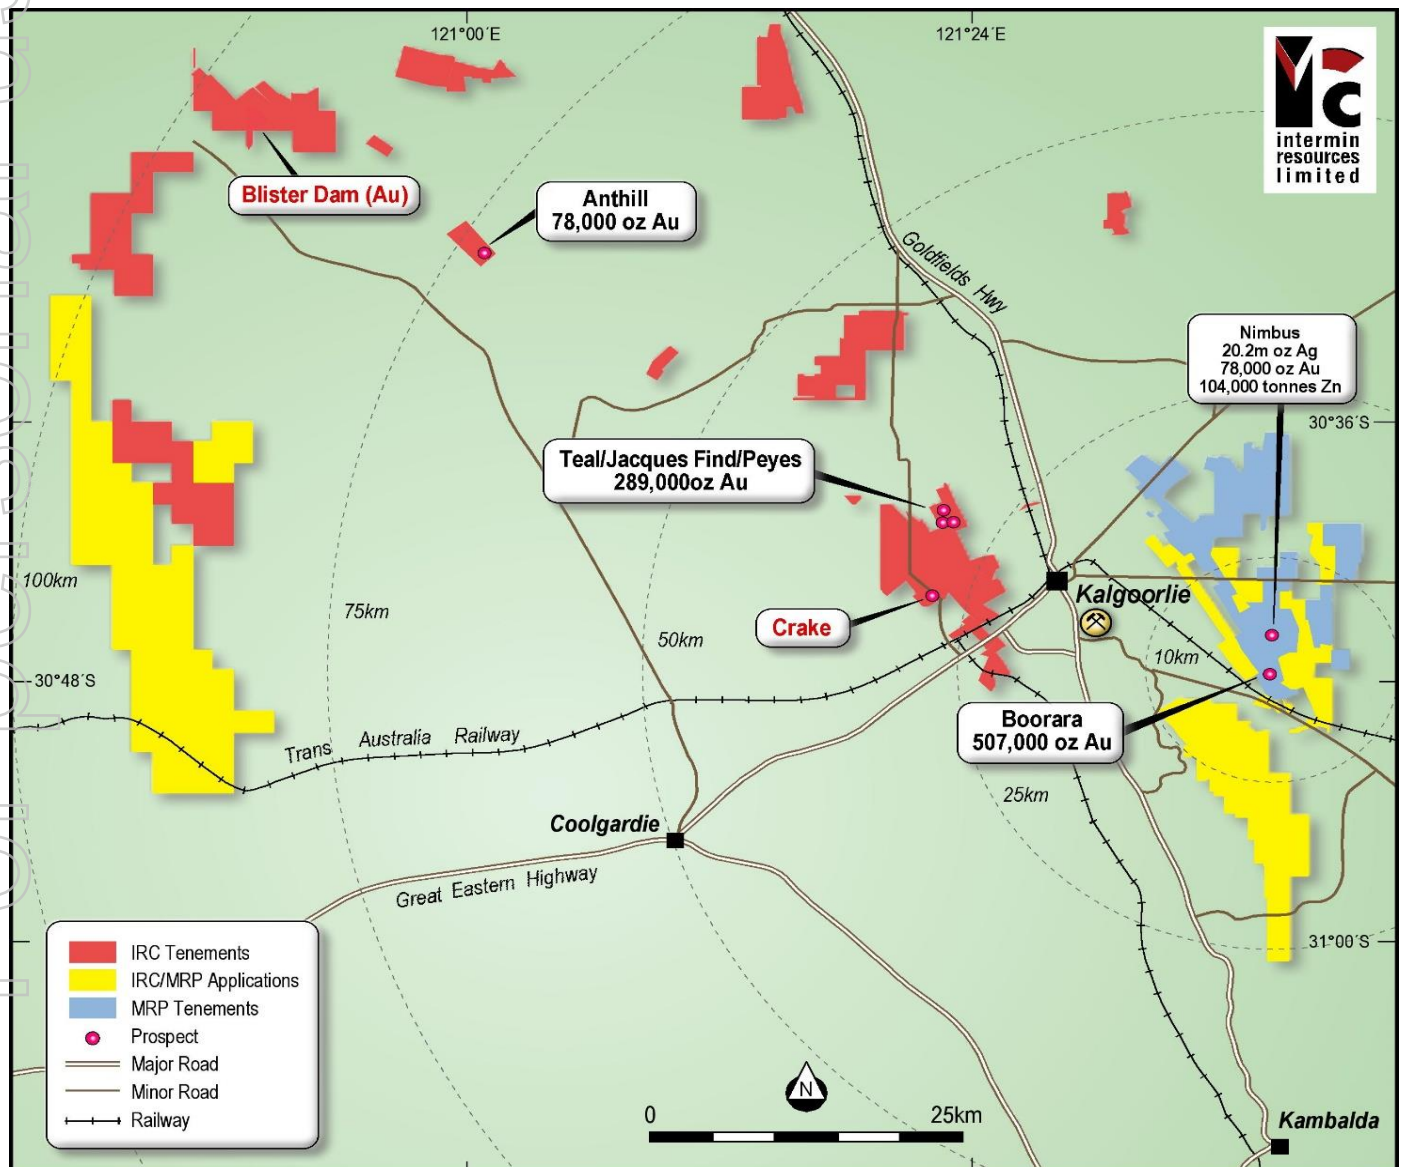 121°00´E
121°24´E
intermin
resources
limited
Blister Dam (Au)
Anthill
78,000 oz Au
Goldfields Hwy
Nimbus
20.2m oz Ag
78,000 oz Au
104,000 tonnes Zn
30°36´S
Teal/Jacques Find/Peyes
289,000oz Au
100km
75km
50km
Kalgoorlie
Crake
10km
30°48´S
Boorara
507,000 oz Au
Trans Australia Railway
25km
Coolgardie
Great Eastern Highway
31°00´S
IRC Tenements
IRC/MRP Applications
MRP Tenements
Prospect
Major Road
Minor Road
Railway
N
0 25km
Kambalda